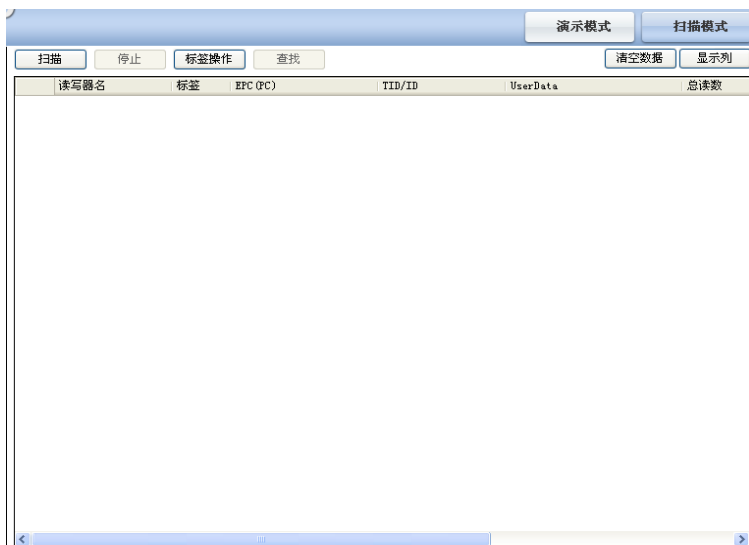 演示模式 扫描模式
扫描 停止 标签操作 查找 清空数据 显示列
读写器名 标签 EPC(PC) TID/ID UserData 总读数